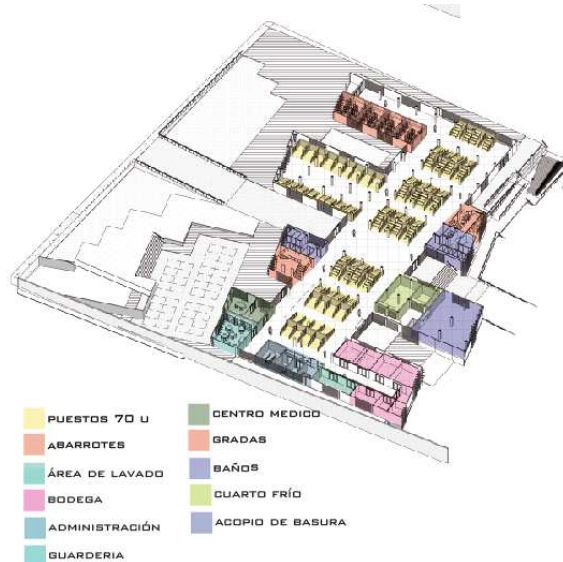 PUESTOS 70 U
ABARROTES
ÁREA DE LAVADO
BODEGA
ADMINISTRACIÓN
GUARDERIA
CENTRO MEDICO
GRADAS
BAÑOS
CUARTO FRÍO
ACOPIO DE BASURA